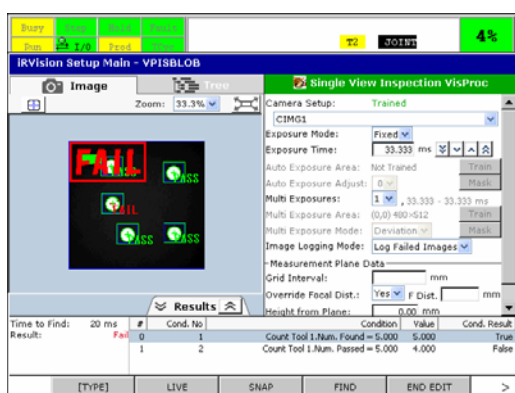 Busy Step Hold Fault
Run I/O Prod TCyc
T2 JOINT 4%
iRVision Setup Main - VPISBLOB
Image Tree
Single View Inspection VisProc
Zoom: 33.3%
Camera Setup: Trained
CIMG1
Exposure Mode: Fixed
Exposure Time: 33.333 ms
Auto Exposure Area: Not Trained Train
Auto Exposure Adjust: 0 Mask
Multi Exposures: 1 , 33.333 - 33.333 ms
Multi Exposure Area: (0,0) 480×512 Train
Multi Exposure Mode: Deviation Mask
Image Logging Mode: Log Failed Images
Measurement Plane Data
Grid Interval: mm
Override Focal Dist.: Yes F Dist. mm
Height from Plane: 0.00 mm
FAIL
PASS
FAIL
PASS
PASS
Results
Time to Find: 20 ms
Result: Fail
# Cond. No Condition Value Cond. Result
0 1 Count Tool 1.Num. Found = 5.000 5.000 True
1 2 Count Tool 1.Num. Passed = 5.000 4.000 False
[TYPE] LIVE SNAP FIND END EDIT >